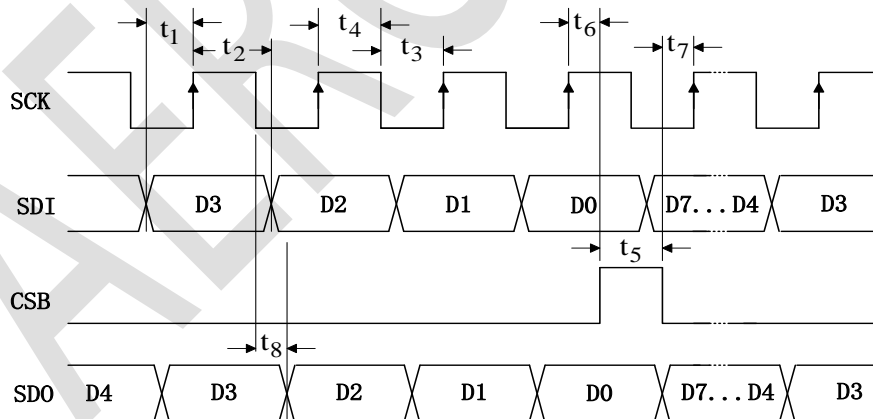 t1 t4 t6
t2 t3 t7
SCK
SDI D3 D2 D1 D0 D7...D4 D3
t5
CSB
t8
SDO D4 D3 D2 D1 D0 D7...D4 D3